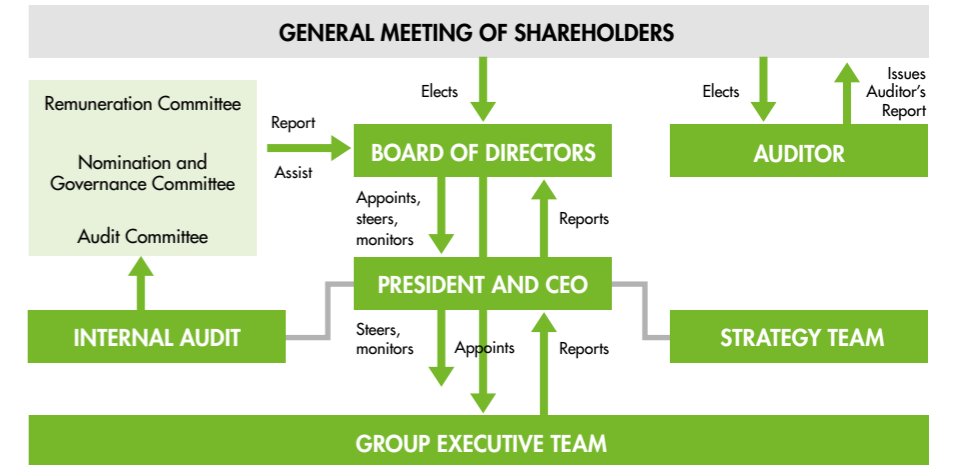 GENERAL MEETING OF SHAREHOLDERS
Elects
Elects
Issues
Auditor's
Report
Remuneration Committee
Nomination and
Governance Committee
Audit Committee
Report
Assist
BOARD OF DIRECTORS
AUDITOR
Appoints,
steers,
monitors
Reports
PRESIDENT AND CEO
INTERNAL AUDIT
STRATEGY TEAM
Steers,
monitors
Appoints
Reports
GROUP EXECUTIVE TEAM